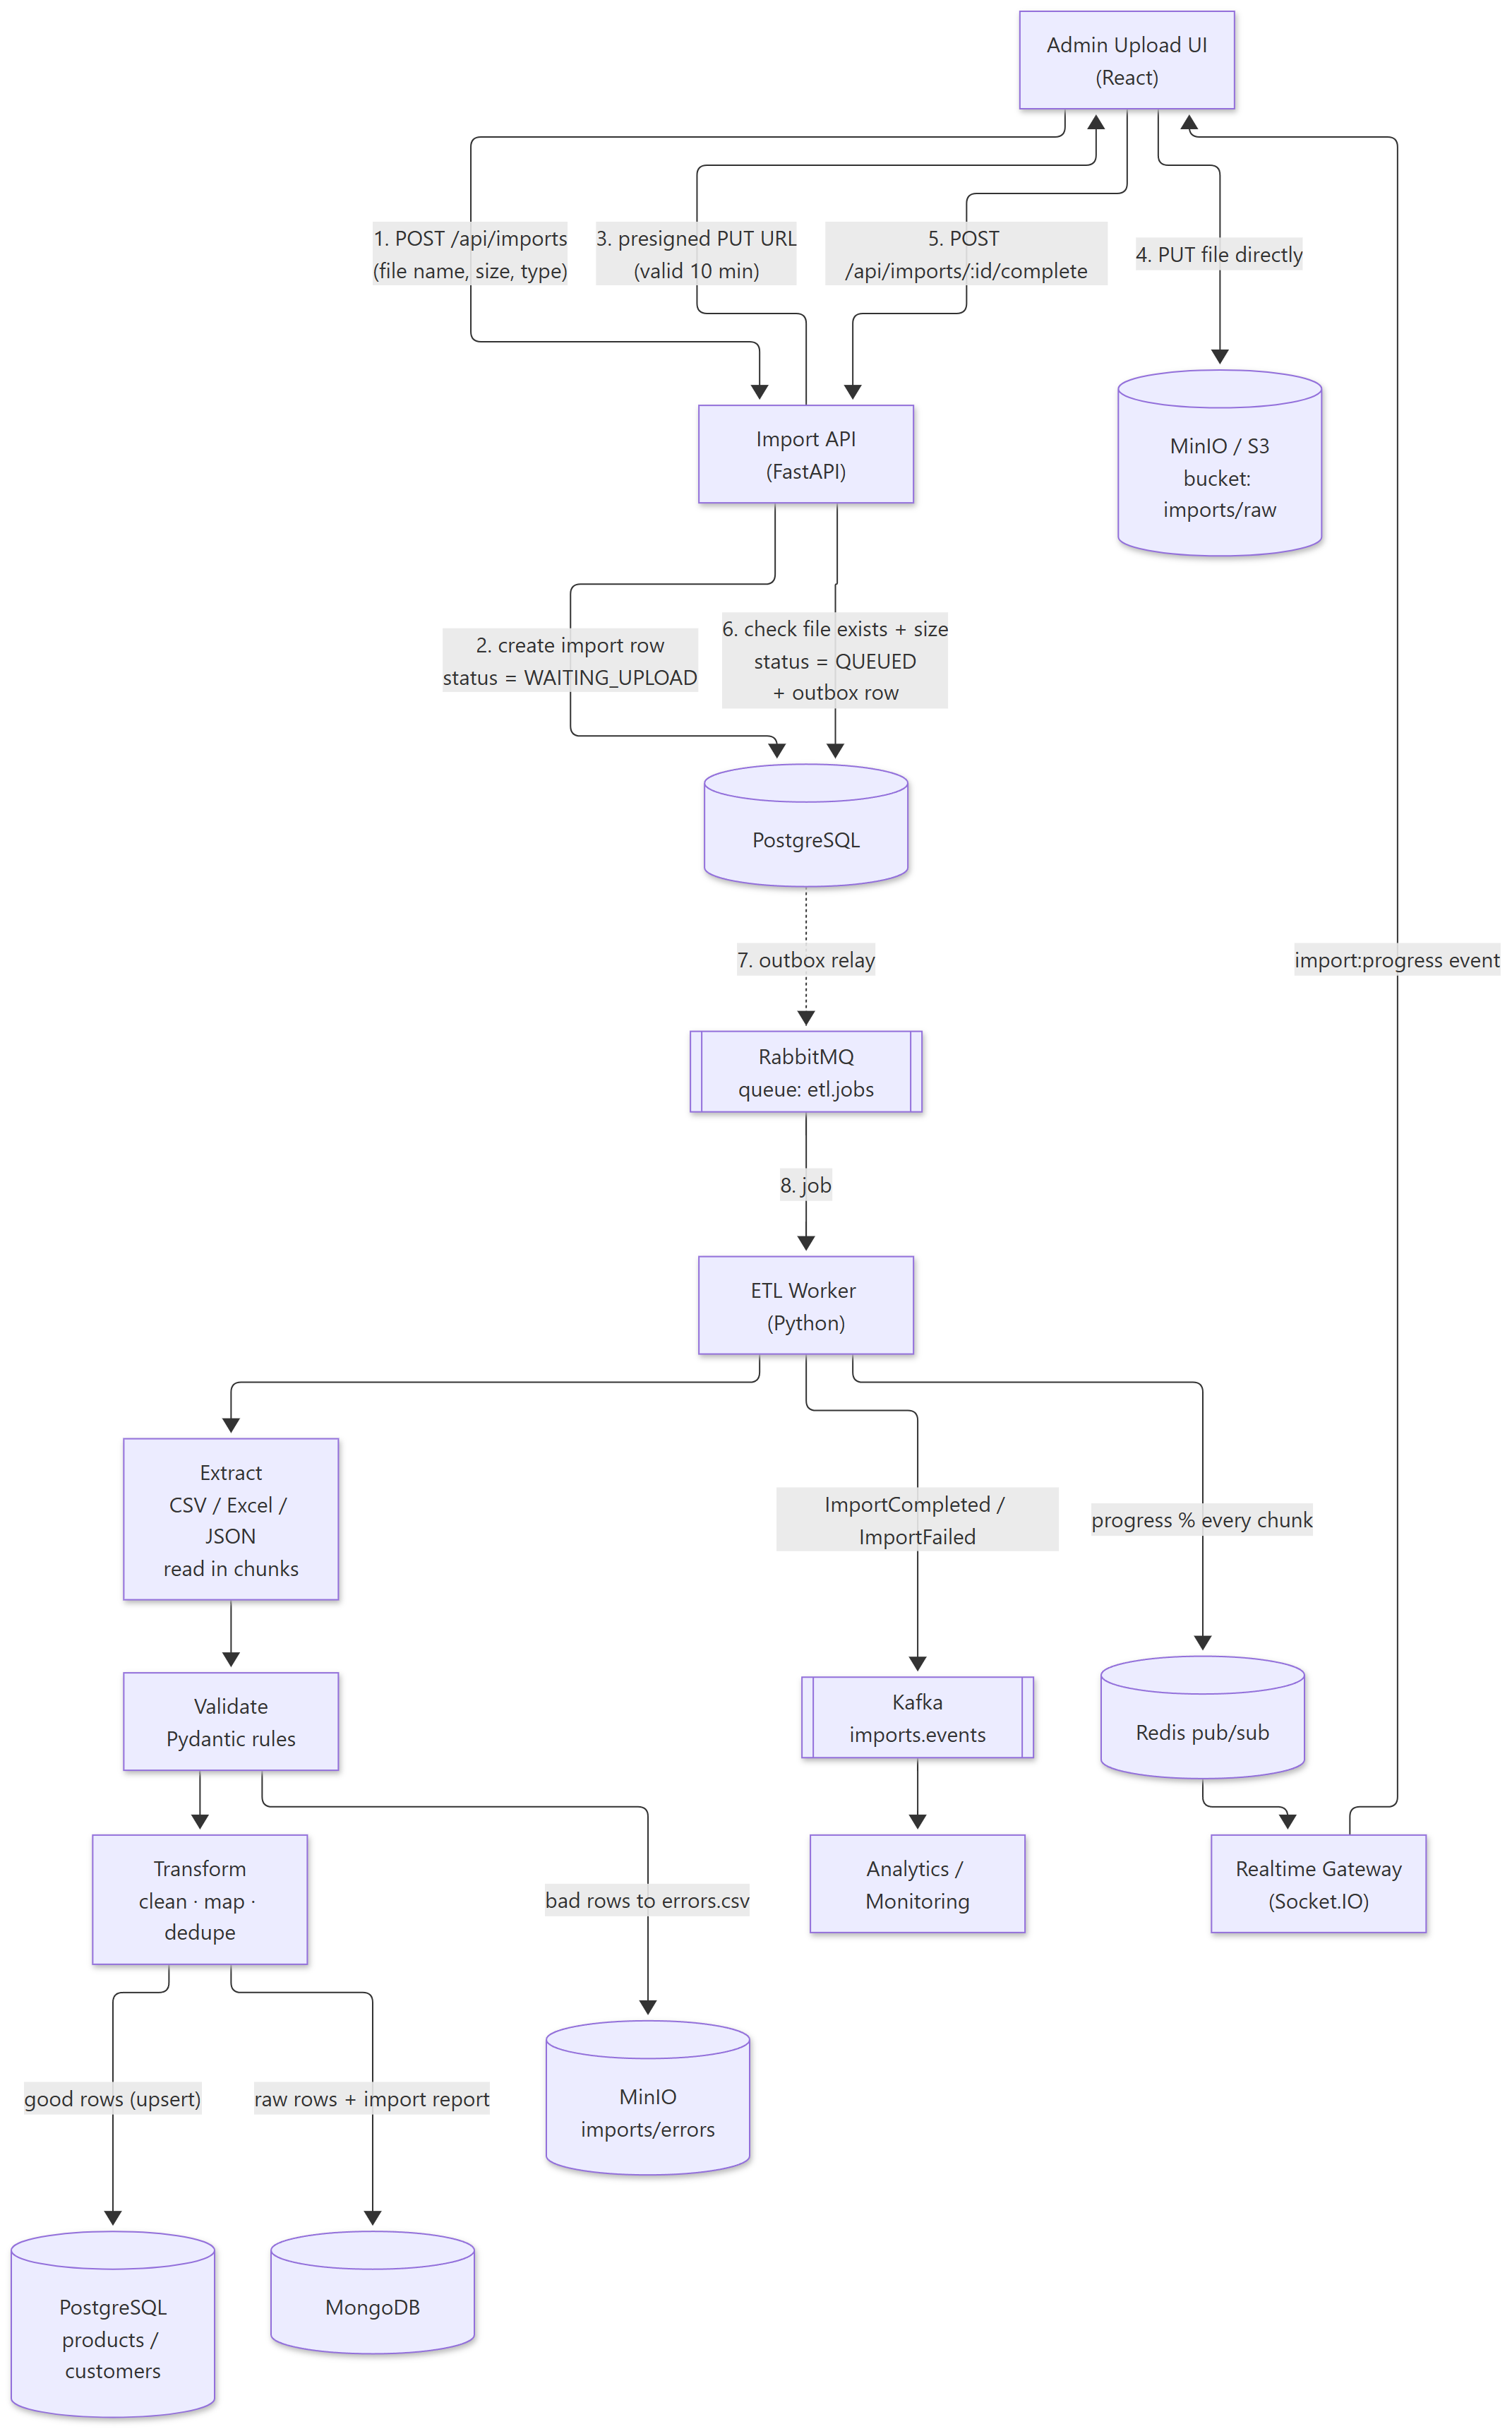 Admin Upload UI
(React)
1. POST /api/imports
(file name, size, type)
3. presigned PUT URL
(valid 10 min)
5. POST
/api/imports/:id/complete
4. PUT file directly
Import API
(FastAPI)
MinIO / S3
bucket:
imports/raw
2. create import row
status = WAITING_UPLOAD
6. check file exists + size
status = QUEUED
+ outbox row
PostgreSQL
7. outbox relay
import:progress event
RabbitMQ
queue: etl.jobs
8. job
ETL Worker
(Python)
Extract
CSV / Excel /
JSON
read in chunks
ImportCompleted /
ImportFailed
progress % every chunk
Validate
Pydantic rules
Kafka
imports.events
Redis pub/sub
Transform
clean · map ·
dedupe
bad rows to errors.csv
Analytics /
Monitoring
Realtime Gateway
(Socket.IO)
good rows (upsert)
raw rows + import report
MinIO
imports/errors
PostgreSQL
products /
customers
MongoDB